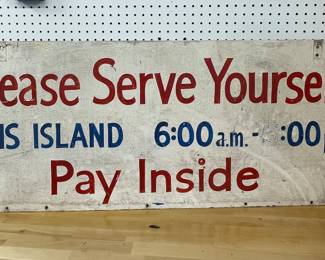 ease Serve Yourse
IS ISLAND 6:00 a.m. - :00
Pay Inside